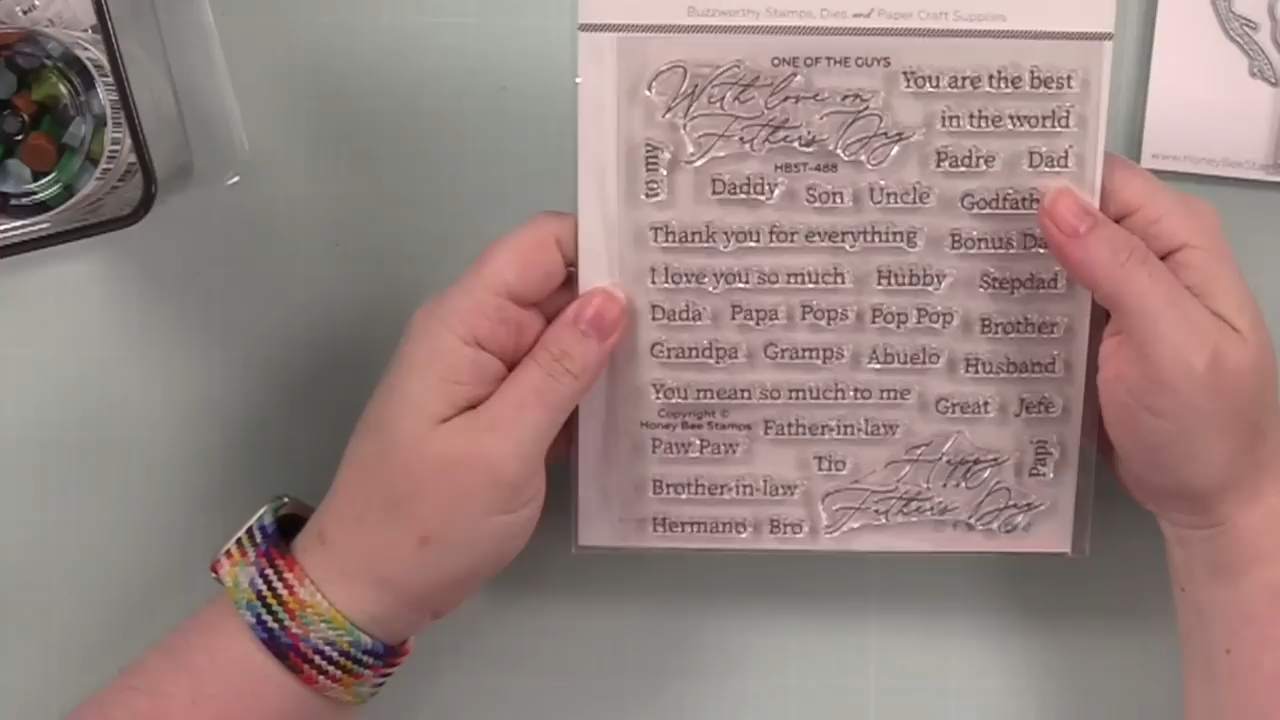 Buzzworthy Stamps, Dies and Paper Craft Supplies
ONE OF THE GUYS
With love on
Father's Day
You are the best
in the world
to my
HBST-488
Padre Dad
Daddy Son Uncle Godfath
Thank you for everything Bonus Da
I love you so much Hubby Stepdad
Dada Papa Pops Pop Pop Brother
Grandpa Gramps Abuelo Husband
You mean so much to me Great Jefe
Copyright ©
Honey Bee Stamps
Father-in-law
Paw Paw Tio Papi
Happy
Father's Day
Brother-in-law
Hermano Bro
www.HoneyBeeStam